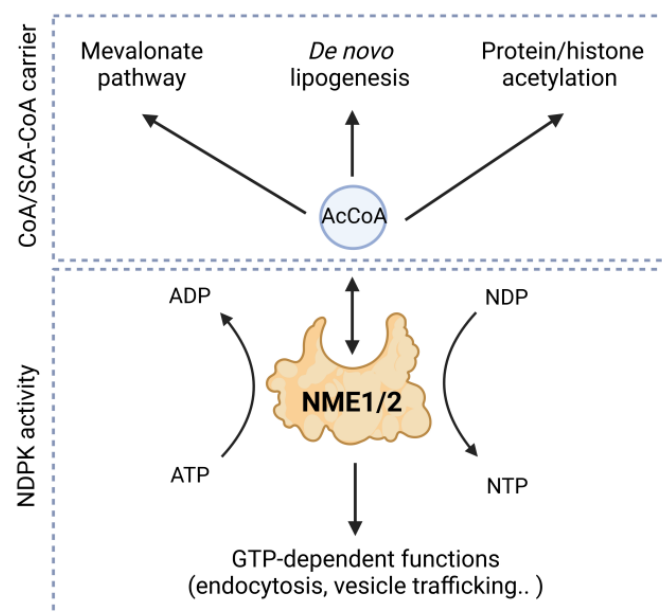 CoA/SCA-CoA carrier
Mevalonate
pathway
De novo
lipogenesis
Protein/histone
acetylation
AcCoA
NDPK activity
ADP
NDP
NME1/2
ATP
NTP
GTP-dependent functions
(endocytosis, vesicle trafficking.. )